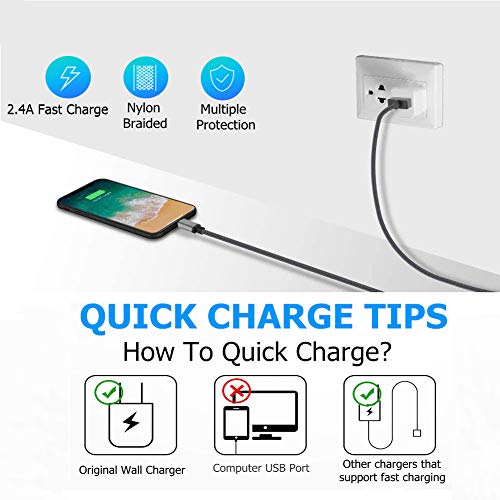 2.4A Fast Charge
Nylon
Braided
Multiple
Protection
QUICK CHARGE TIPS
How To Quick Charge?
Original Wall Charger
Computer USB Port
Other chargers that
support fast charging